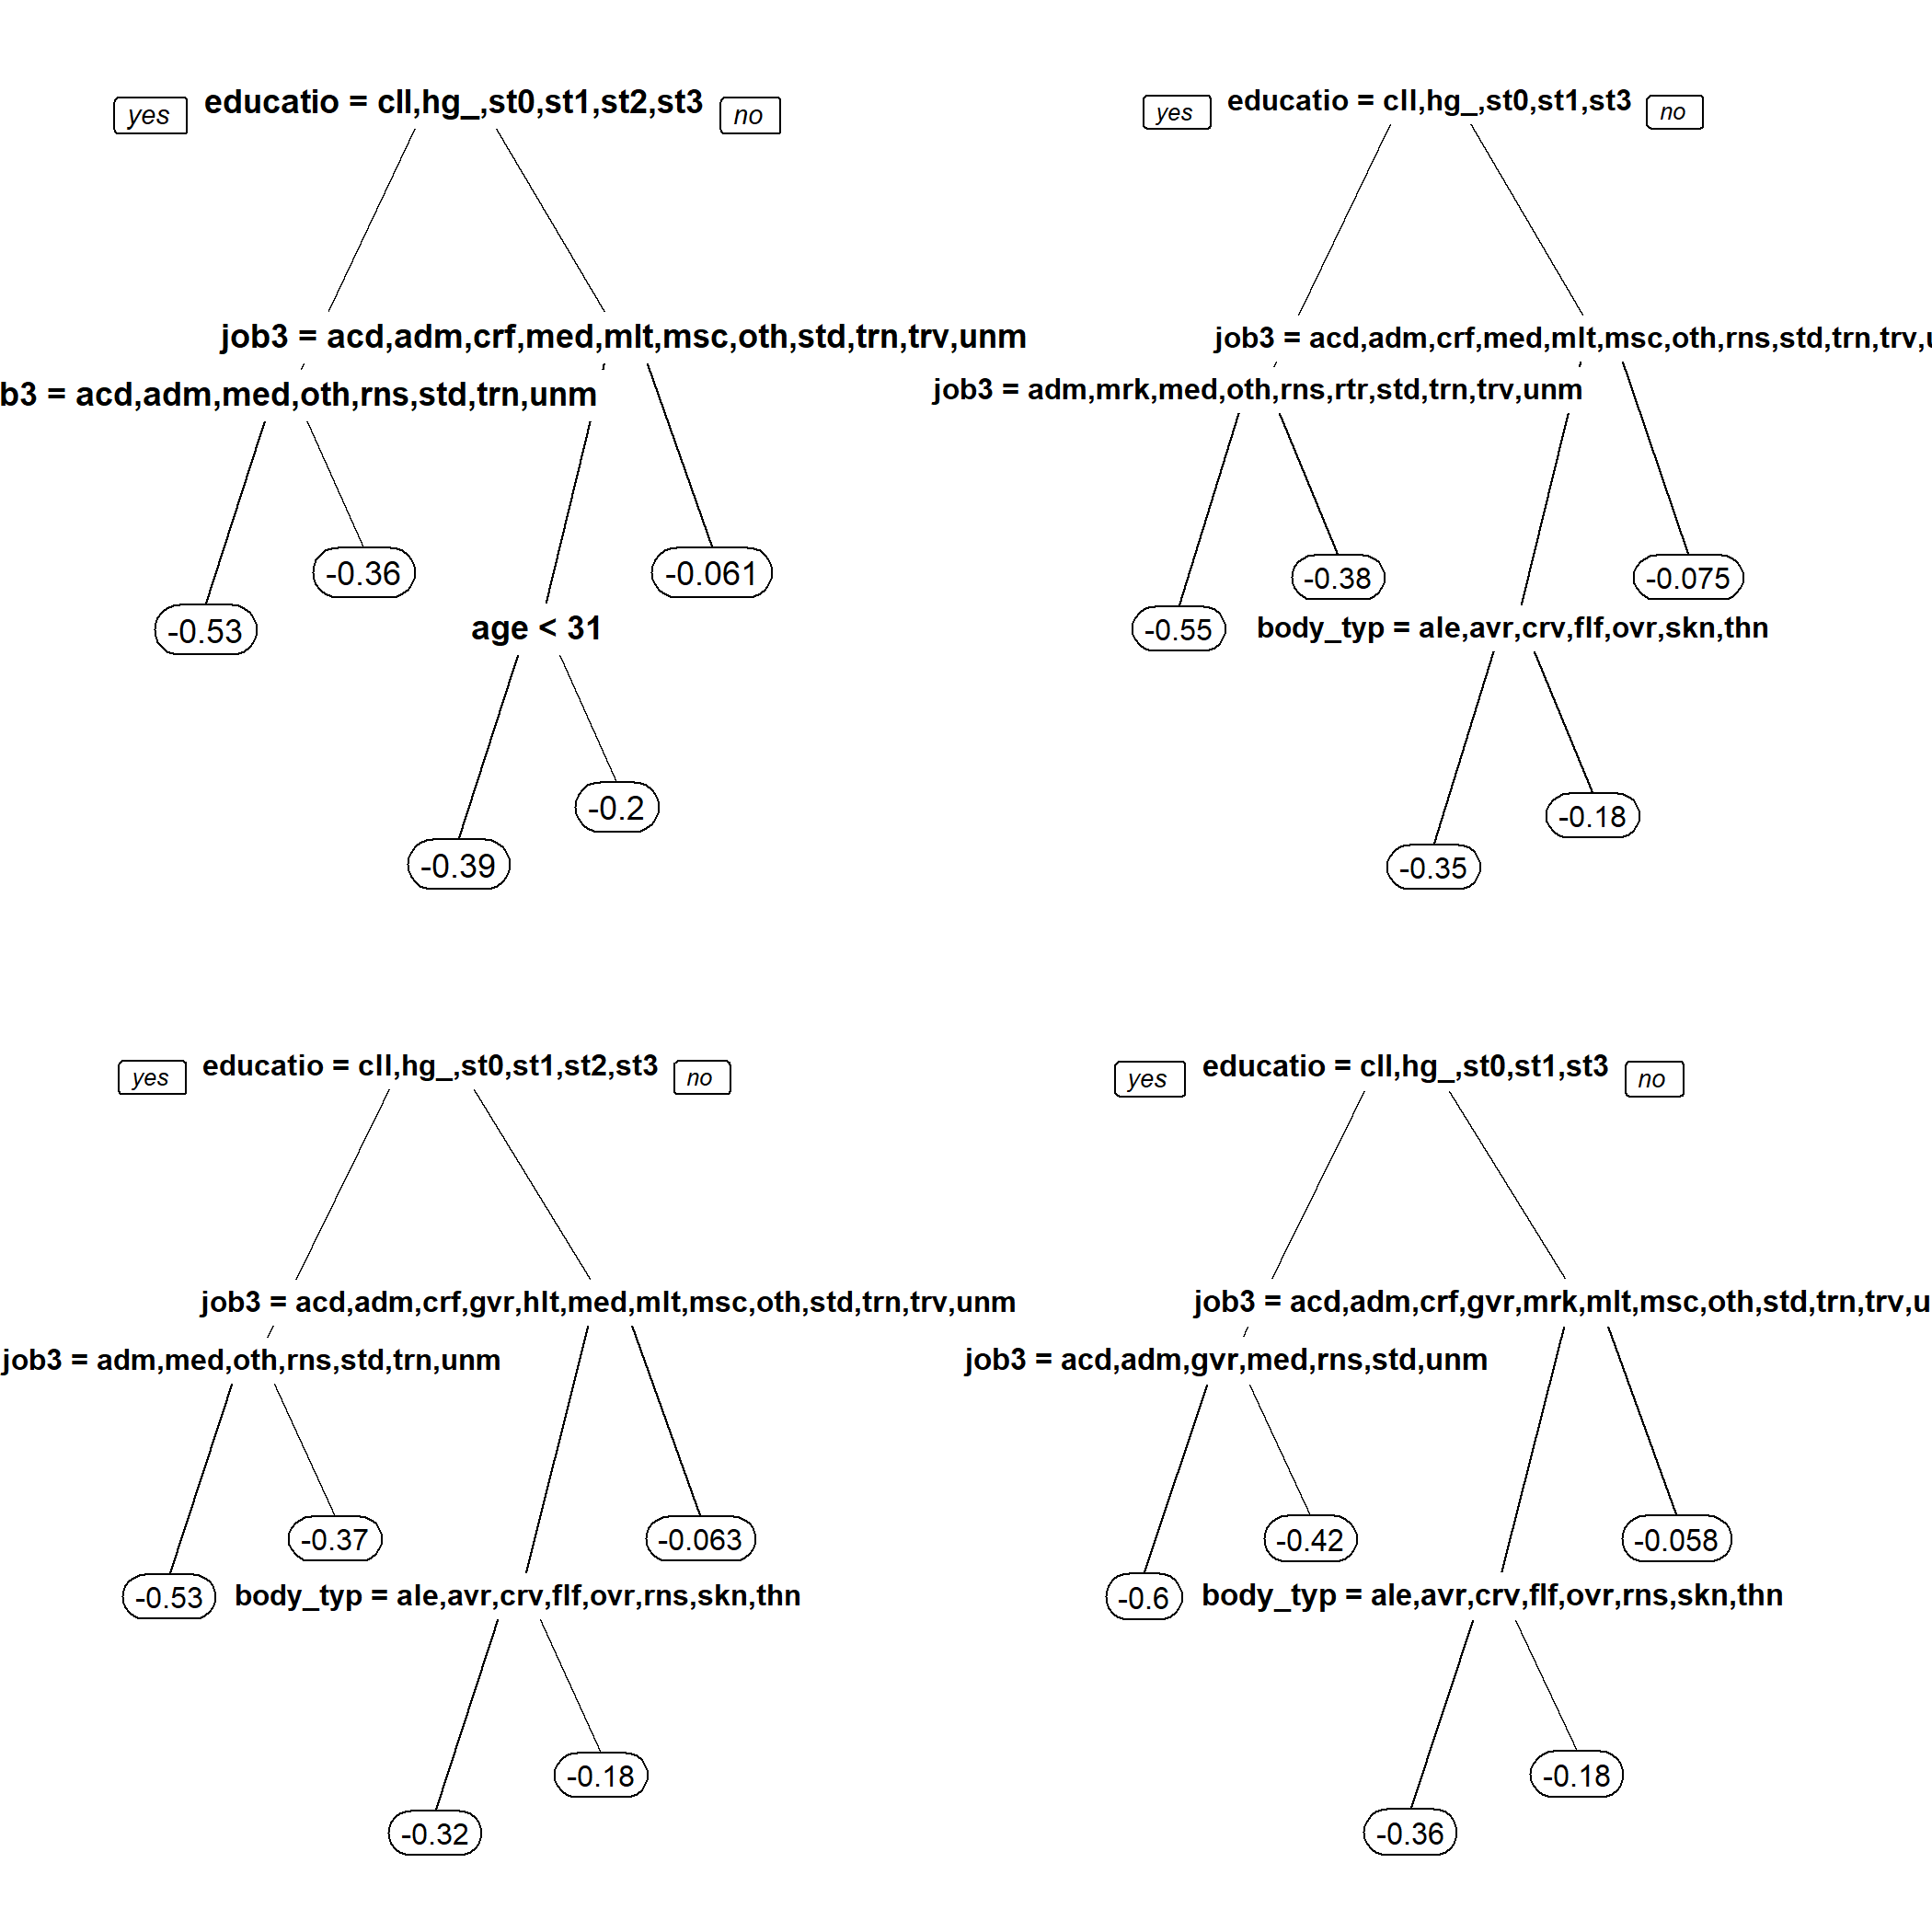 yes educatio = cll,hg_,st0,st1,st2,st3 no
job3 = acd,adm,crf,med,mlt,msc,oth,std,trn,trv,unm
b3 = acd,adm,med,oth,rns,std,trn,unm
-0.36
-0.061
-0.53
age < 31
-0.2
-0.39
yes educatio = cll,hg_,st0,st1,st3 no
job3 = acd,adm,crf,med,mlt,msc,oth,rns,std,trn,trv,u
job3 = adm,mrk,med,oth,rns,rtr,std,trn,trv,unm
-0.38
-0.075
-0.55
body_typ = ale,avr,crv,flf,ovr,skn,thn
-0.18
-0.35
yes educatio = cll,hg_,st0,st1,st2,st3 no
job3 = acd,adm,crf,gvr,hlt,med,mlt,msc,oth,std,trn,trv,unm
job3 = adm,med,oth,rns,std,trn,unm
-0.37
-0.063
-0.53
body_typ = ale,avr,crv,flf,ovr,rns,skn,thn
-0.18
-0.32
yes educatio = cll,hg_,st0,st1,st3 no
job3 = acd,adm,crf,gvr,mrk,mlt,msc,oth,std,trn,trv,u
job3 = acd,adm,gvr,med,rns,std,unm
-0.42
-0.058
-0.6
body_typ = ale,avr,crv,flf,ovr,rns,skn,thn
-0.18
-0.36